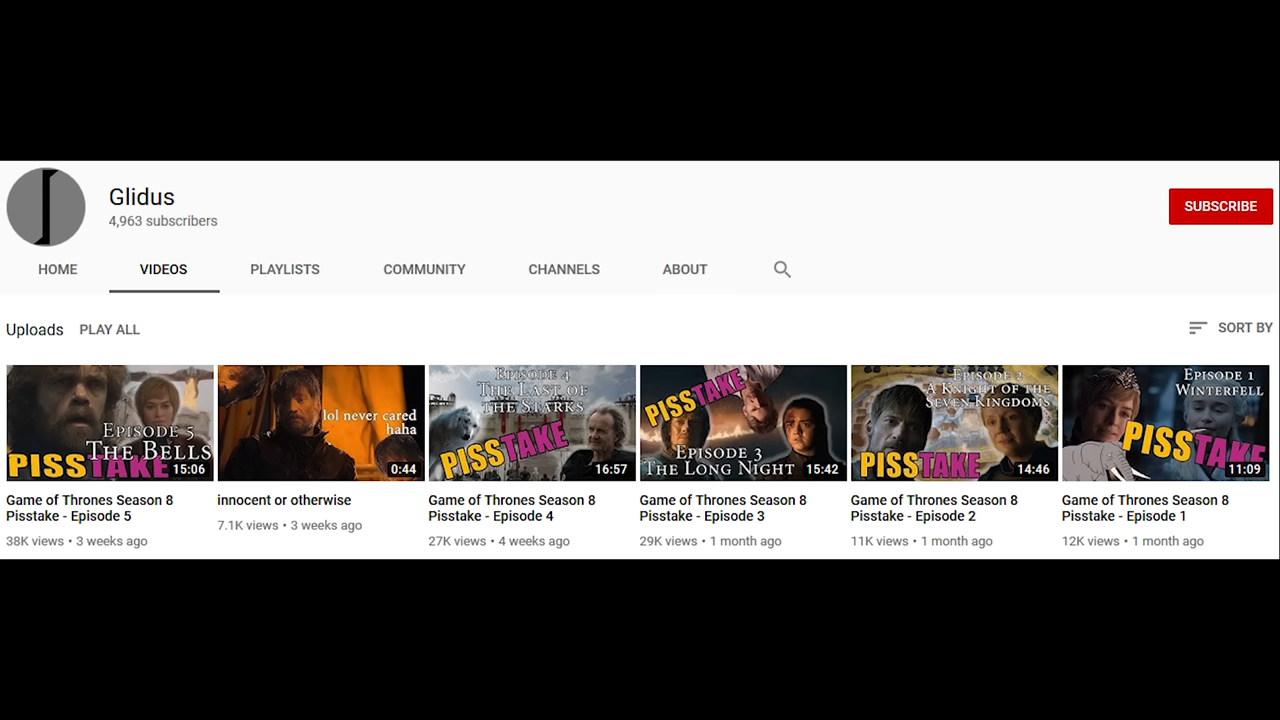 Glidus
4,963 subscribers
SUBSCRIBE
HOME VIDEOS PLAYLISTS COMMUNITY CHANNELS ABOUT
Uploads PLAY ALL SORT BY
EPISODE 5
THE BELLS
PISSTAKE
15:06
lol never cared
haha
0:44
EPISODE 4
THE LAST OF
THE STARKS
PISSTAKE
16:57
PISSTAKE
EPISODE 3
THE LONG NIGHT
15:42
EPISODE 2
A KNIGHT OF THE
SEVEN KINGDOMS
PISSTAKE
14:46
EPISODE 1
WINTERFELL
PISSTAKE
11:09
Game of Thrones Season 8
Pisstake - Episode 5
38K views • 3 weeks ago
innocent or otherwise
7.1K views • 3 weeks ago
Game of Thrones Season 8
Pisstake - Episode 4
27K views • 4 weeks ago
Game of Thrones Season 8
Pisstake - Episode 3
29K views • 1 month ago
Game of Thrones Season 8
Pisstake - Episode 2
11K views • 1 month ago
Game of Thrones Season 8
Pisstake - Episode 1
12K views • 1 month ago